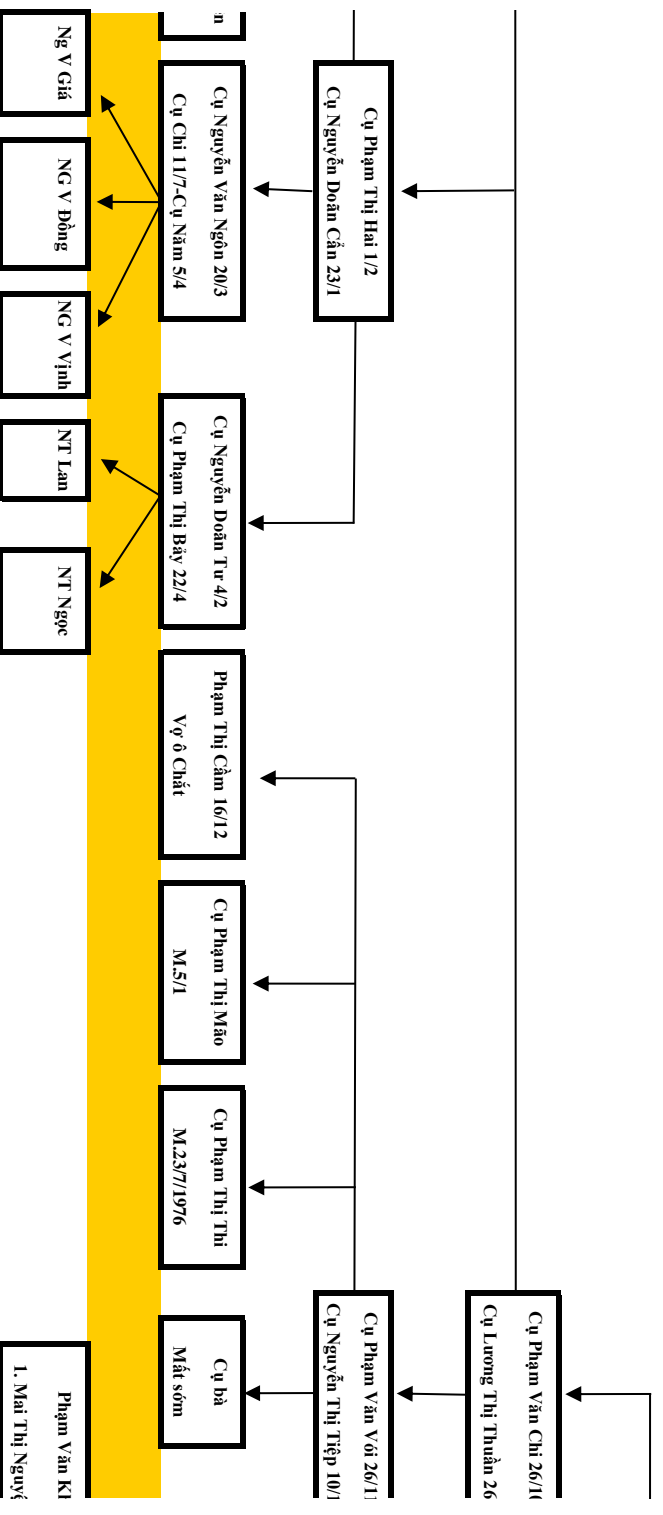 Cụ Phạm Văn Chi 26/10
Cụ Lương Thị Thuần 26
Cụ Phạm Thị Hai 1/2
Cụ Nguyễn Doãn Cẩn 23/1
Cụ Phạm Văn Vói 26/11
Cụ Nguyễn Thị Tiệp 10/1
Cụ Nguyễn Văn Ngôn 20/3
Cụ Chi 11/7-Cụ Năm 5/4
Cụ Nguyễn Doãn Tư 4/2
Cụ Phạm Thị Bảy 22/4
Phạm Thị Cầm 16/12
Vợ ô Chắt
Cụ Phạm Thị Mão
M.5/1
Cụ Phạm Thị Thi
M.23/7/1976
Cụ bà
Mất sớm
Ng V Giá
NG V Đồng
NG V Vịnh
NT Lan
NT Ngọc
Phạm Văn
1. Mai Thị